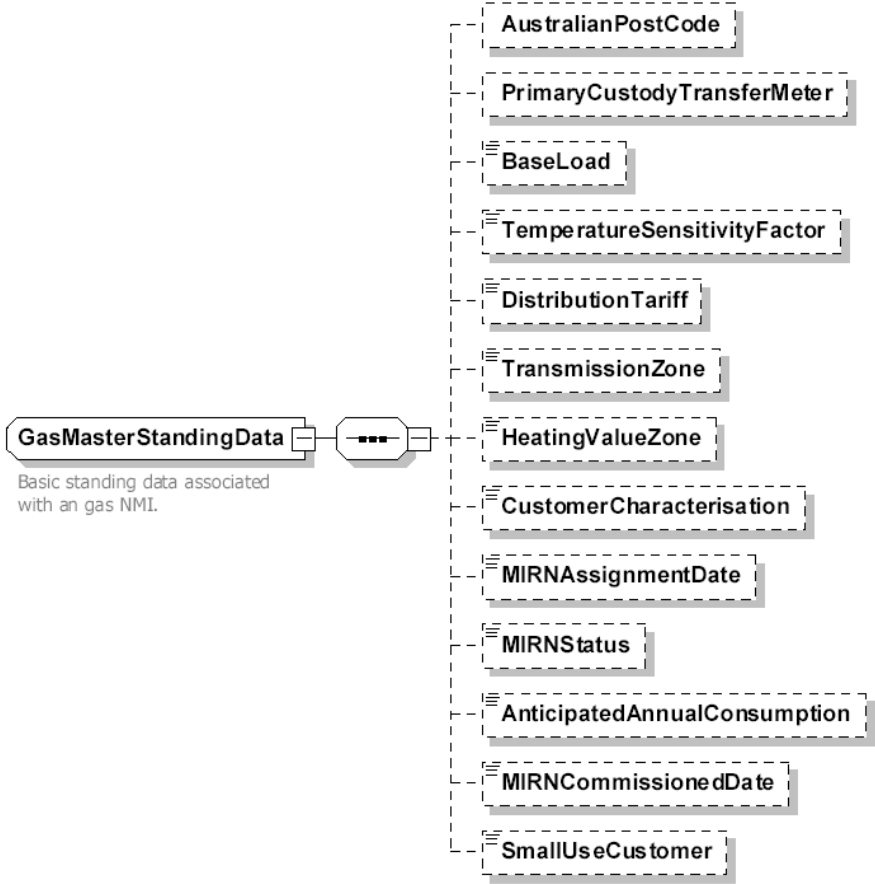 AustralianPostCode
PrimaryCustodyTransferMeter
BaseLoad
TemperatureSensitivityFactor
DistributionTariff
TransmissionZone
GasMasterStandingData
Basic standing data associated
with an gas NMI.
HeatingValueZone
CustomerCharacterisation
MIRNAssignmentDate
MIRNStatus
AnticipatedAnnualConsumption
MIRNCommissionedDate
SmallUseCustomer